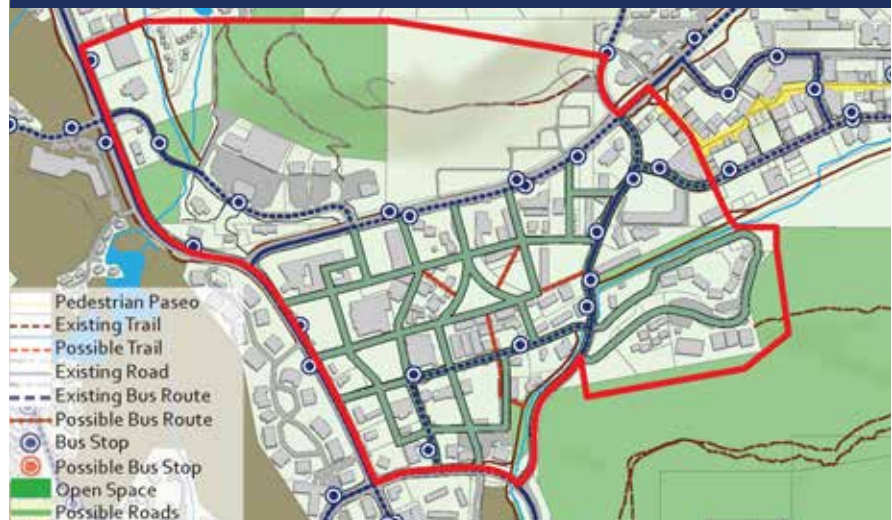 Pedestrian Paseo
Existing Trail
Possible Trail
Existing Road
Existing Bus Route
Possible Bus Route
Bus Stop
Possible Bus Stop
Open Space
Possible Roads